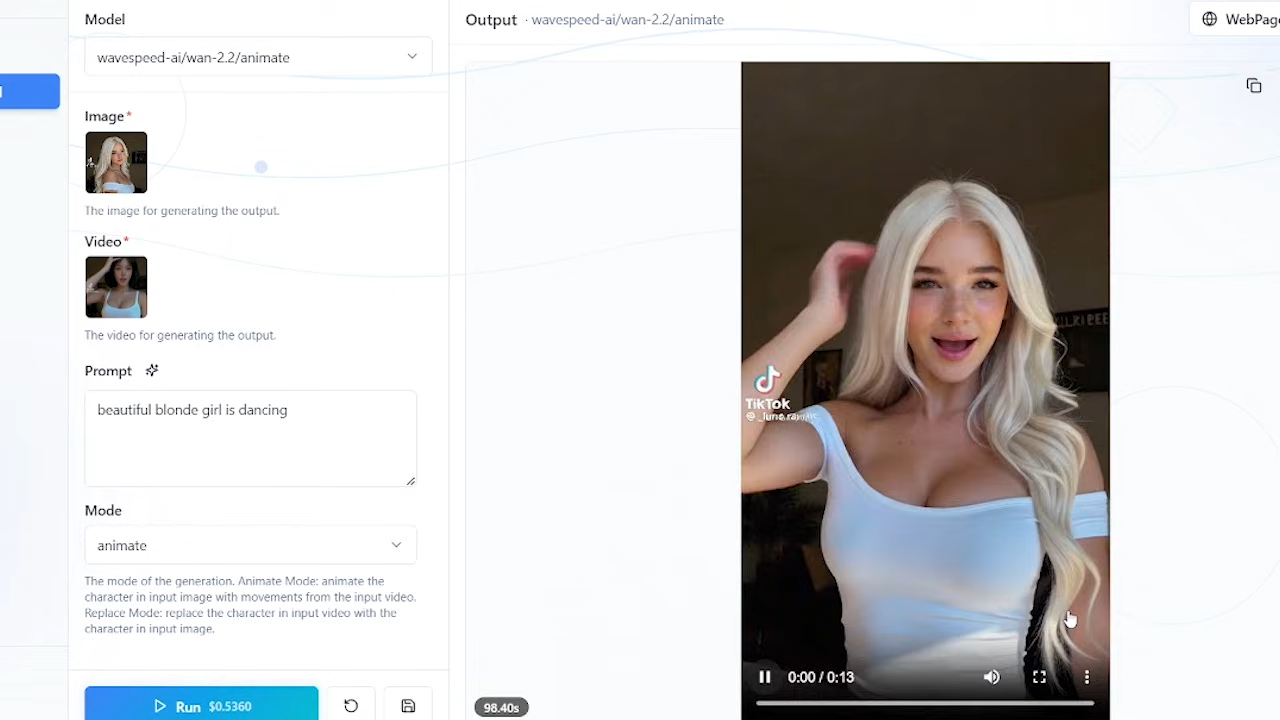 Model
wavespeed-ai/wan-2.2/animate
Image*
The image for generating the output.
Video*
The video for generating the output.
Prompt
beautiful blonde girl is dancing
Mode
animate
The mode of the generation. Animate Mode: animate the
character in input image with movements from the input video.
Replace Mode: replace the character in input video with the
character in input image.
Run $0.5360
Output · wavespeed-ai/wan-2.2/animate
TikTok
0:00 / 0:13
98.40s